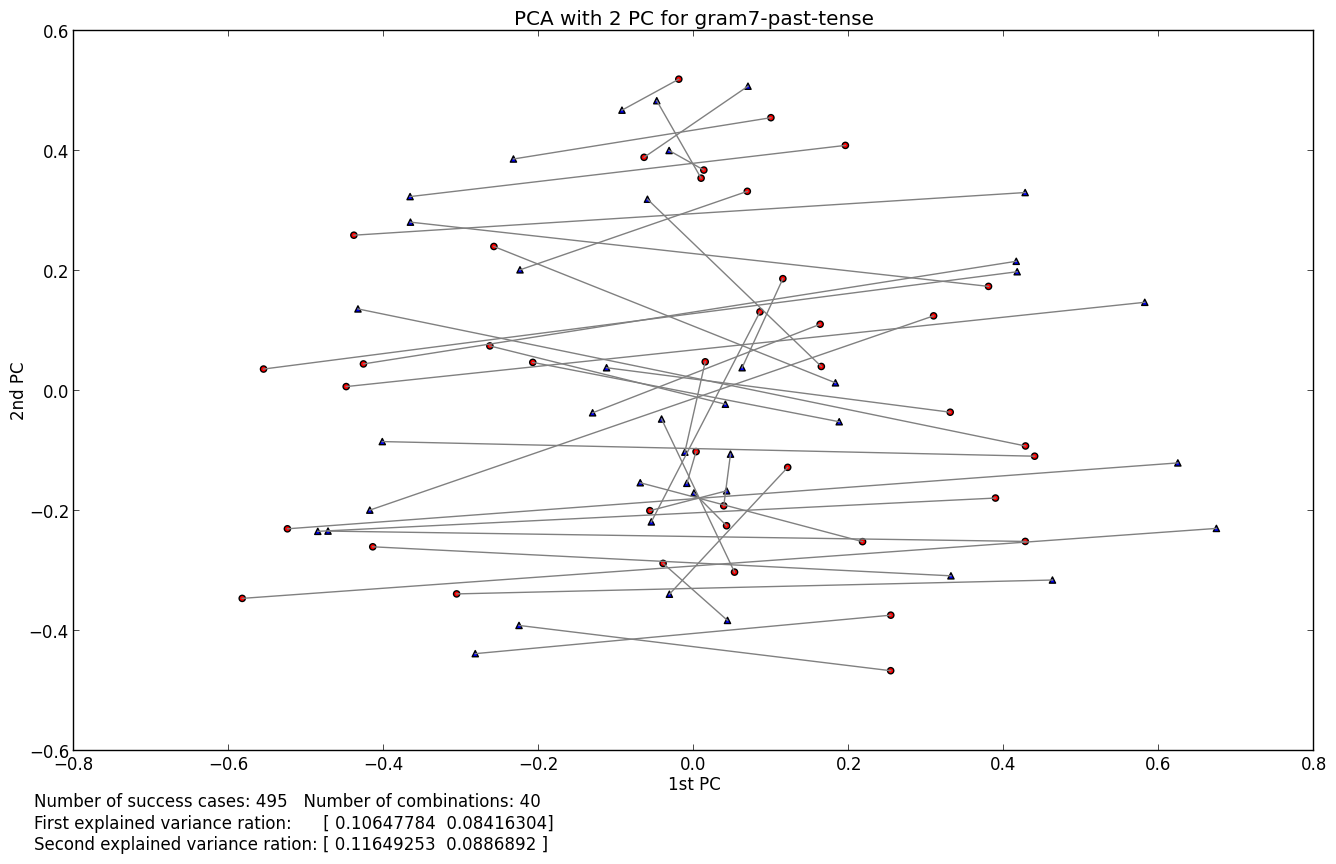 PCA with 2 PC for gram7-past-tense
0.6
0.4
0.2
0.0
−0.2
−0.4
−0.6
2nd PC
−0.8 −0.6 −0.4 −0.2 0.0 0.2 0.4 0.6 0.8
1st PC
Number of success cases: 495 Number of combinations: 40
First explained variance ration: [ 0.10647784 0.08416304]
Second explained variance ration: [ 0.11649253 0.0886892 ]